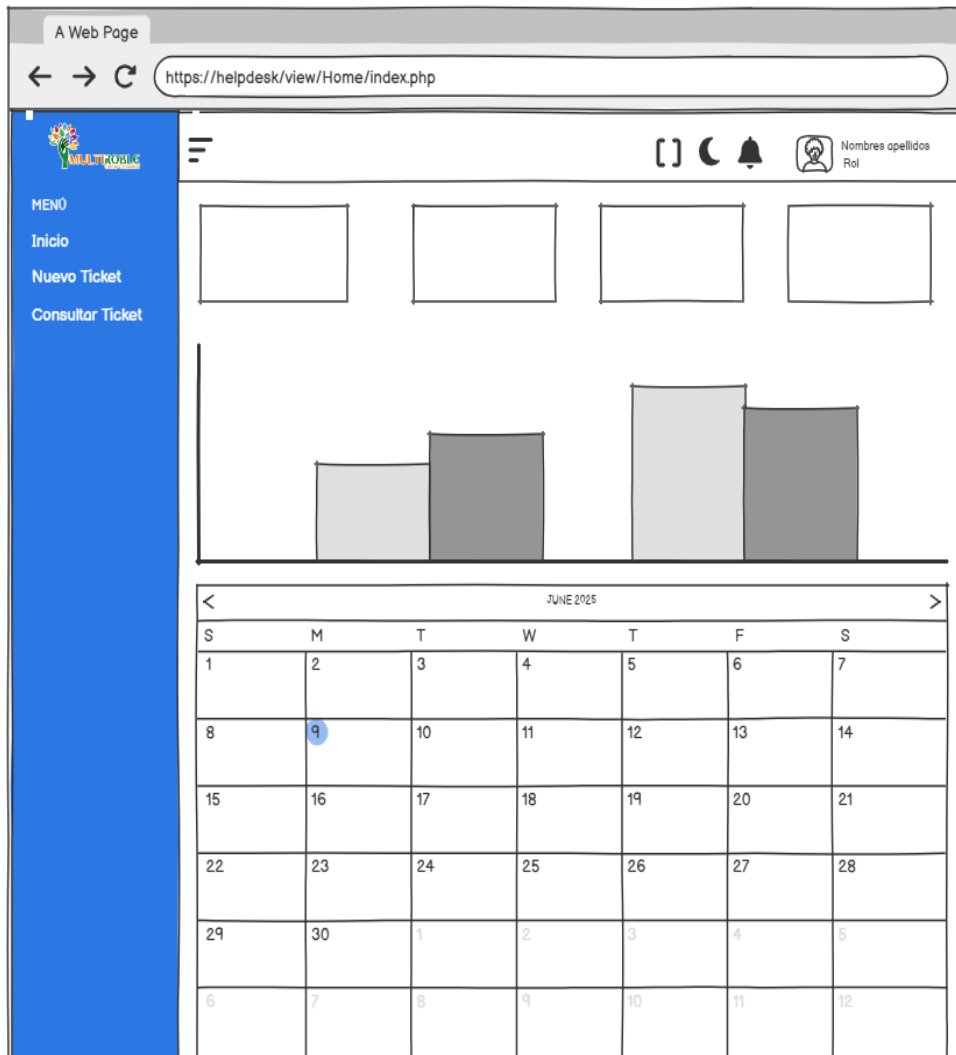 A Web Page
https://helpdesk/view/Home/index.php
MULTIROBLE
Nombres apellidos
Rol
MENÚ
Inicio
Nuevo Ticket
Consultar Ticket
JUNE 2025
S M T W T F S
1 2 3 4 5 6 7
8 9 10 11 12 13 14
15 16 17 18 19 20 21
22 23 24 25 26 27 28
29 30 1 2 3 4 5
6 7 8 9 10 11 12